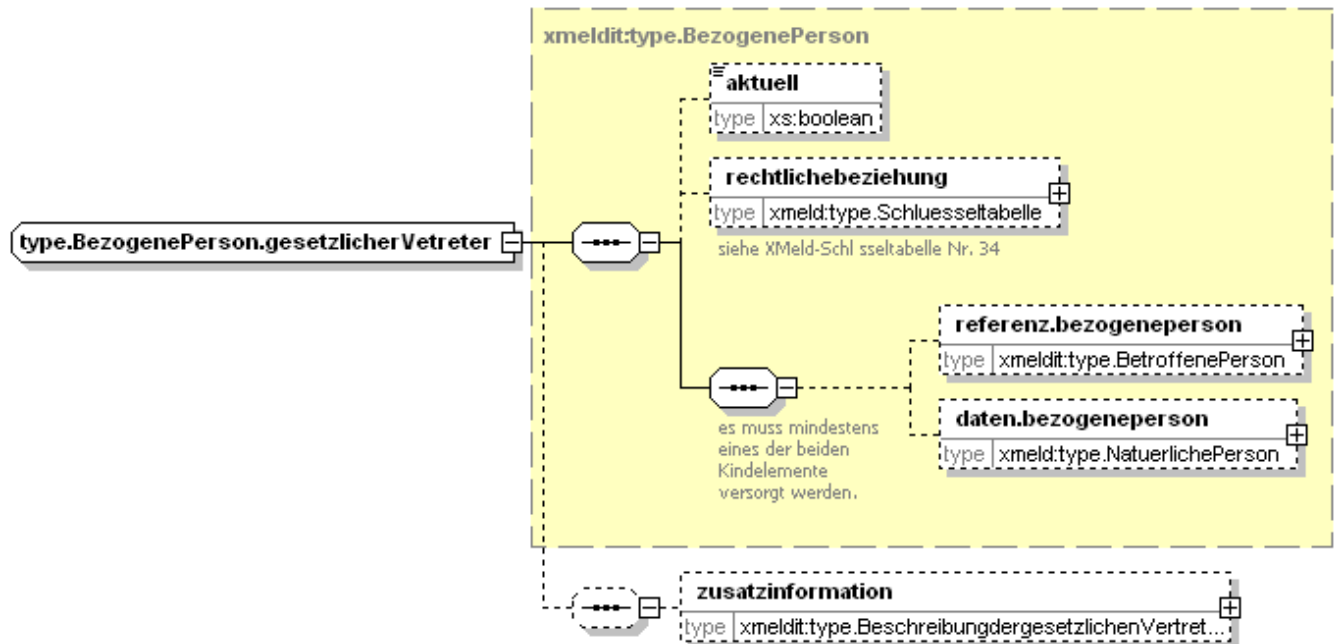 xmeldit:type.BezogenePerson
aktuell
type xs:boolean
rechtlichebeziehung
type xmeld:type.Schluesseltabelle
siehe XMeld-Schl sseltabelle Nr. 34
type.BezogenePerson.gesetzlicherVetreter
referenz.bezogeneperson
type xmeldit:type.BetroffenePerson
es muss mindestens
eines der beiden
Kindelemente
versorgt werden.
daten.bezogeneperson
type xmeld:type.NatuerlichePerson
zusatzinformation
type xmeldit:type.BeschreibungdergesetzlichenVertret...